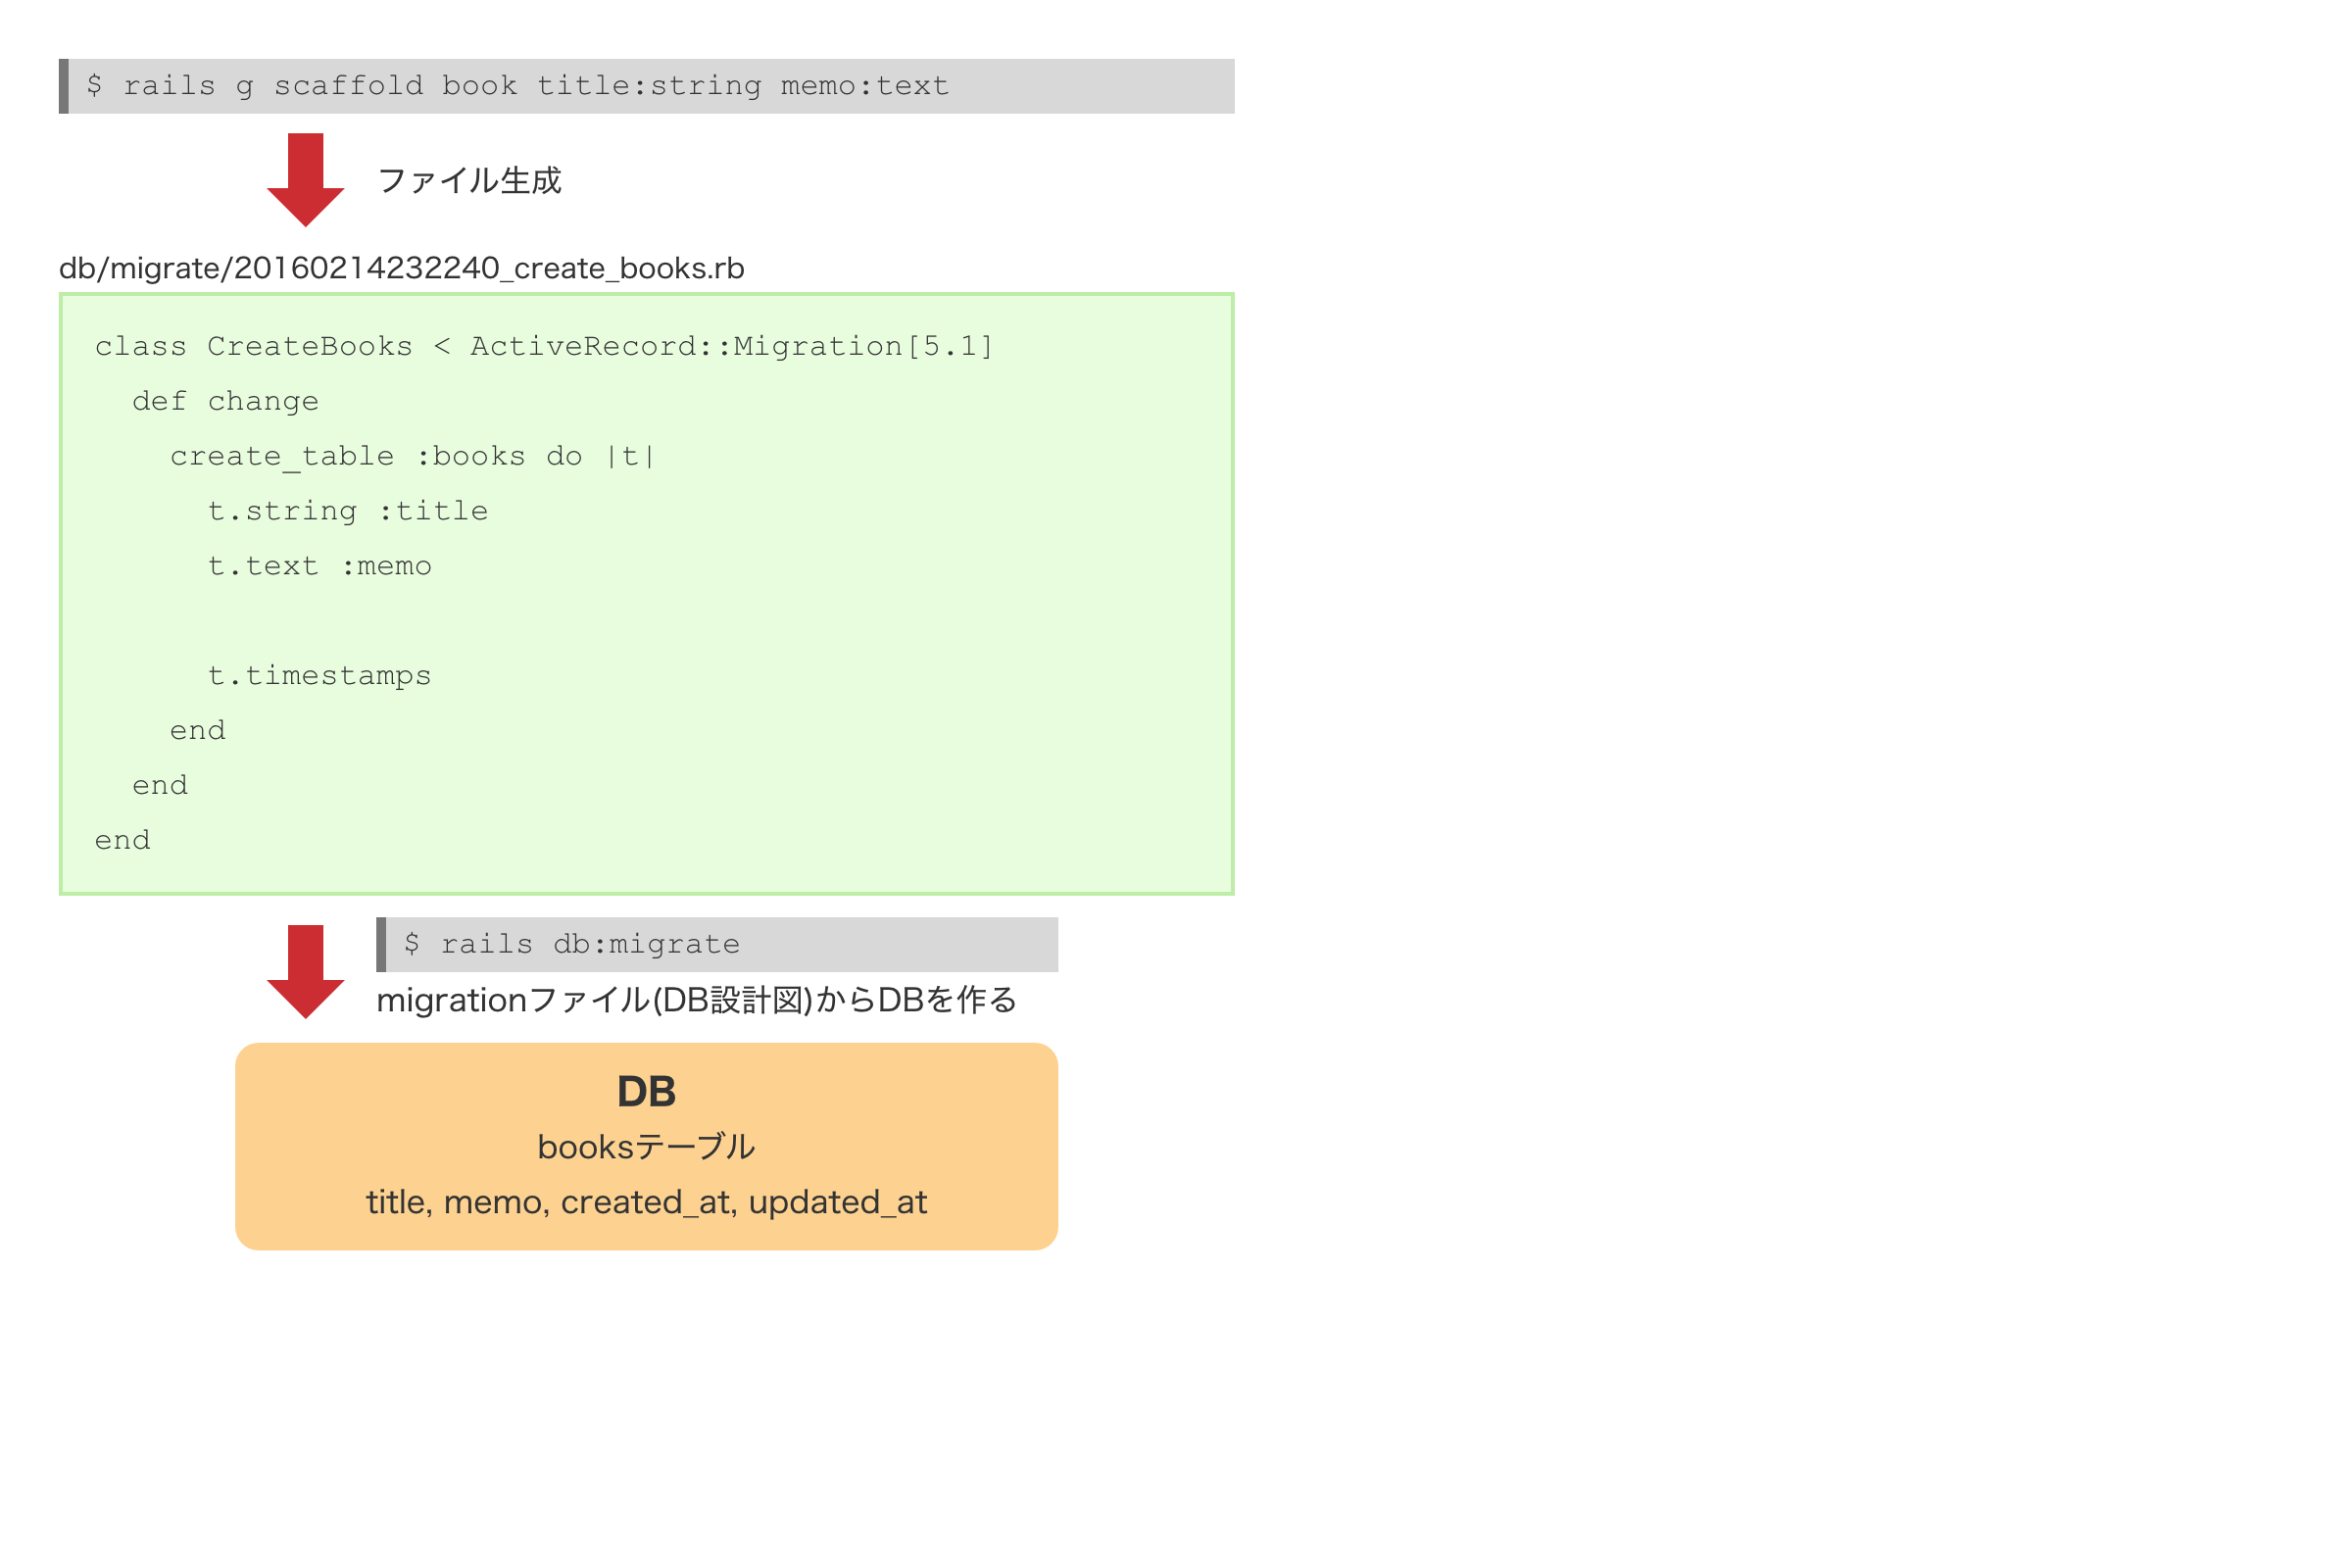 $ rails g scaffold book title:string memo:text
ファイル生成
db/migrate/20160214232240_create_books.rb
class CreateBooks < ActiveRecord::Migration[5.1]
  def change
    create_table :books do |t|
      t.string :title
      t.text :memo

      t.timestamps
    end
  end
end
$ rails db:migrate
migrationファイル(DB設計図)からDBを作る
DB
booksテーブル
title, memo, created_at, updated_at